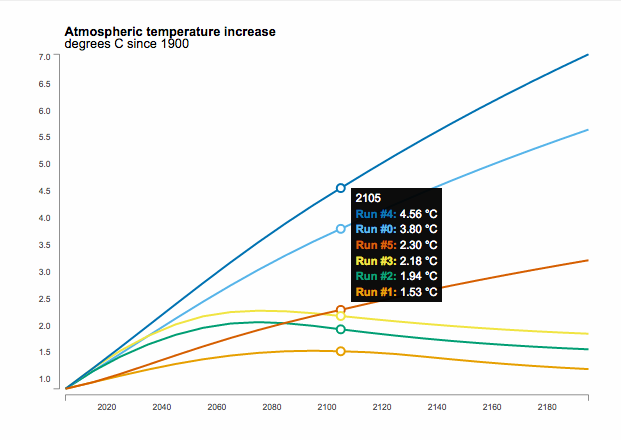 Atmospheric temperature increase
degrees C since 1900
7.0
6.5
6.0
5.5
5.0
4.5
4.0
3.5
3.0
2.5
2.0
1.5
1.0
2105
Run #4: 4.56 °C
Run #0: 3.80 °C
Run #5: 2.30 °C
Run #3: 2.18 °C
Run #2: 1.94 °C
Run #1: 1.53 °C
2020 2040 2060 2080 2100 2120 2140 2160 2180